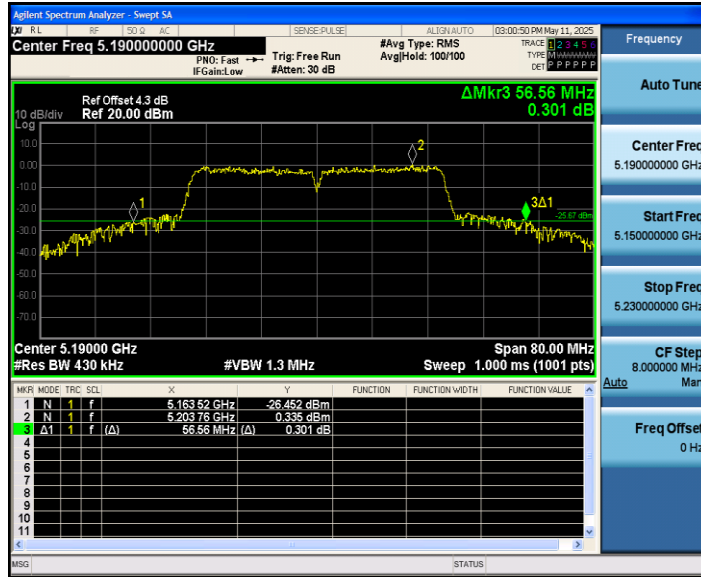 Agilent Spectrum Analyzer - Swept SA
LXI RL RF 50 Ω AC SENSE:PULSE ALIGN AUTO 03:00:50 PM May 11, 2025
Center Freq 5.190000000 GHz
PNO: Fast
IFGain:Low
Trig: Free Run
#Atten: 30 dB
#Avg Type: RMS
Avg|Hold: 100/100
TRACE 1 2 3 4 5 6
TYPE M
DET P P P P P P
Frequency
Auto Tune
Center Freq
5.190000000 GHz
Start Freq
5.150000000 GHz
Stop Freq
5.230000000 GHz
CF Step
8.000000 MHz
Auto Man
Freq Offset
0 Hz
ΔMkr3 56.56 MHz
0.301 dB
Ref Offset 4.3 dB
10 dB/div Ref 20.00 dBm
Log
10.0
0.00
-10.0
-20.0
-30.0
-40.0
-50.0
-60.0
-70.0
1
2
3Δ1
-25.67 dBm
Center 5.19000 GHz Span 80.00 MHz
#Res BW 430 kHz #VBW 1.3 MHz Sweep 1.000 ms (1001 pts)
MKR MODE TRC SCL X Y FUNCTION FUNCTION WIDTH FUNCTION VALUE
1 N 1 f 5.163 52 GHz -26.452 dBm
2 N 1 f 5.203 76 GHz 0.335 dBm
3 Δ1 1 f (Δ) 56.56 MHz (Δ) 0.301 dB
4
5
6
7
8
9
10
11
MSG STATUS